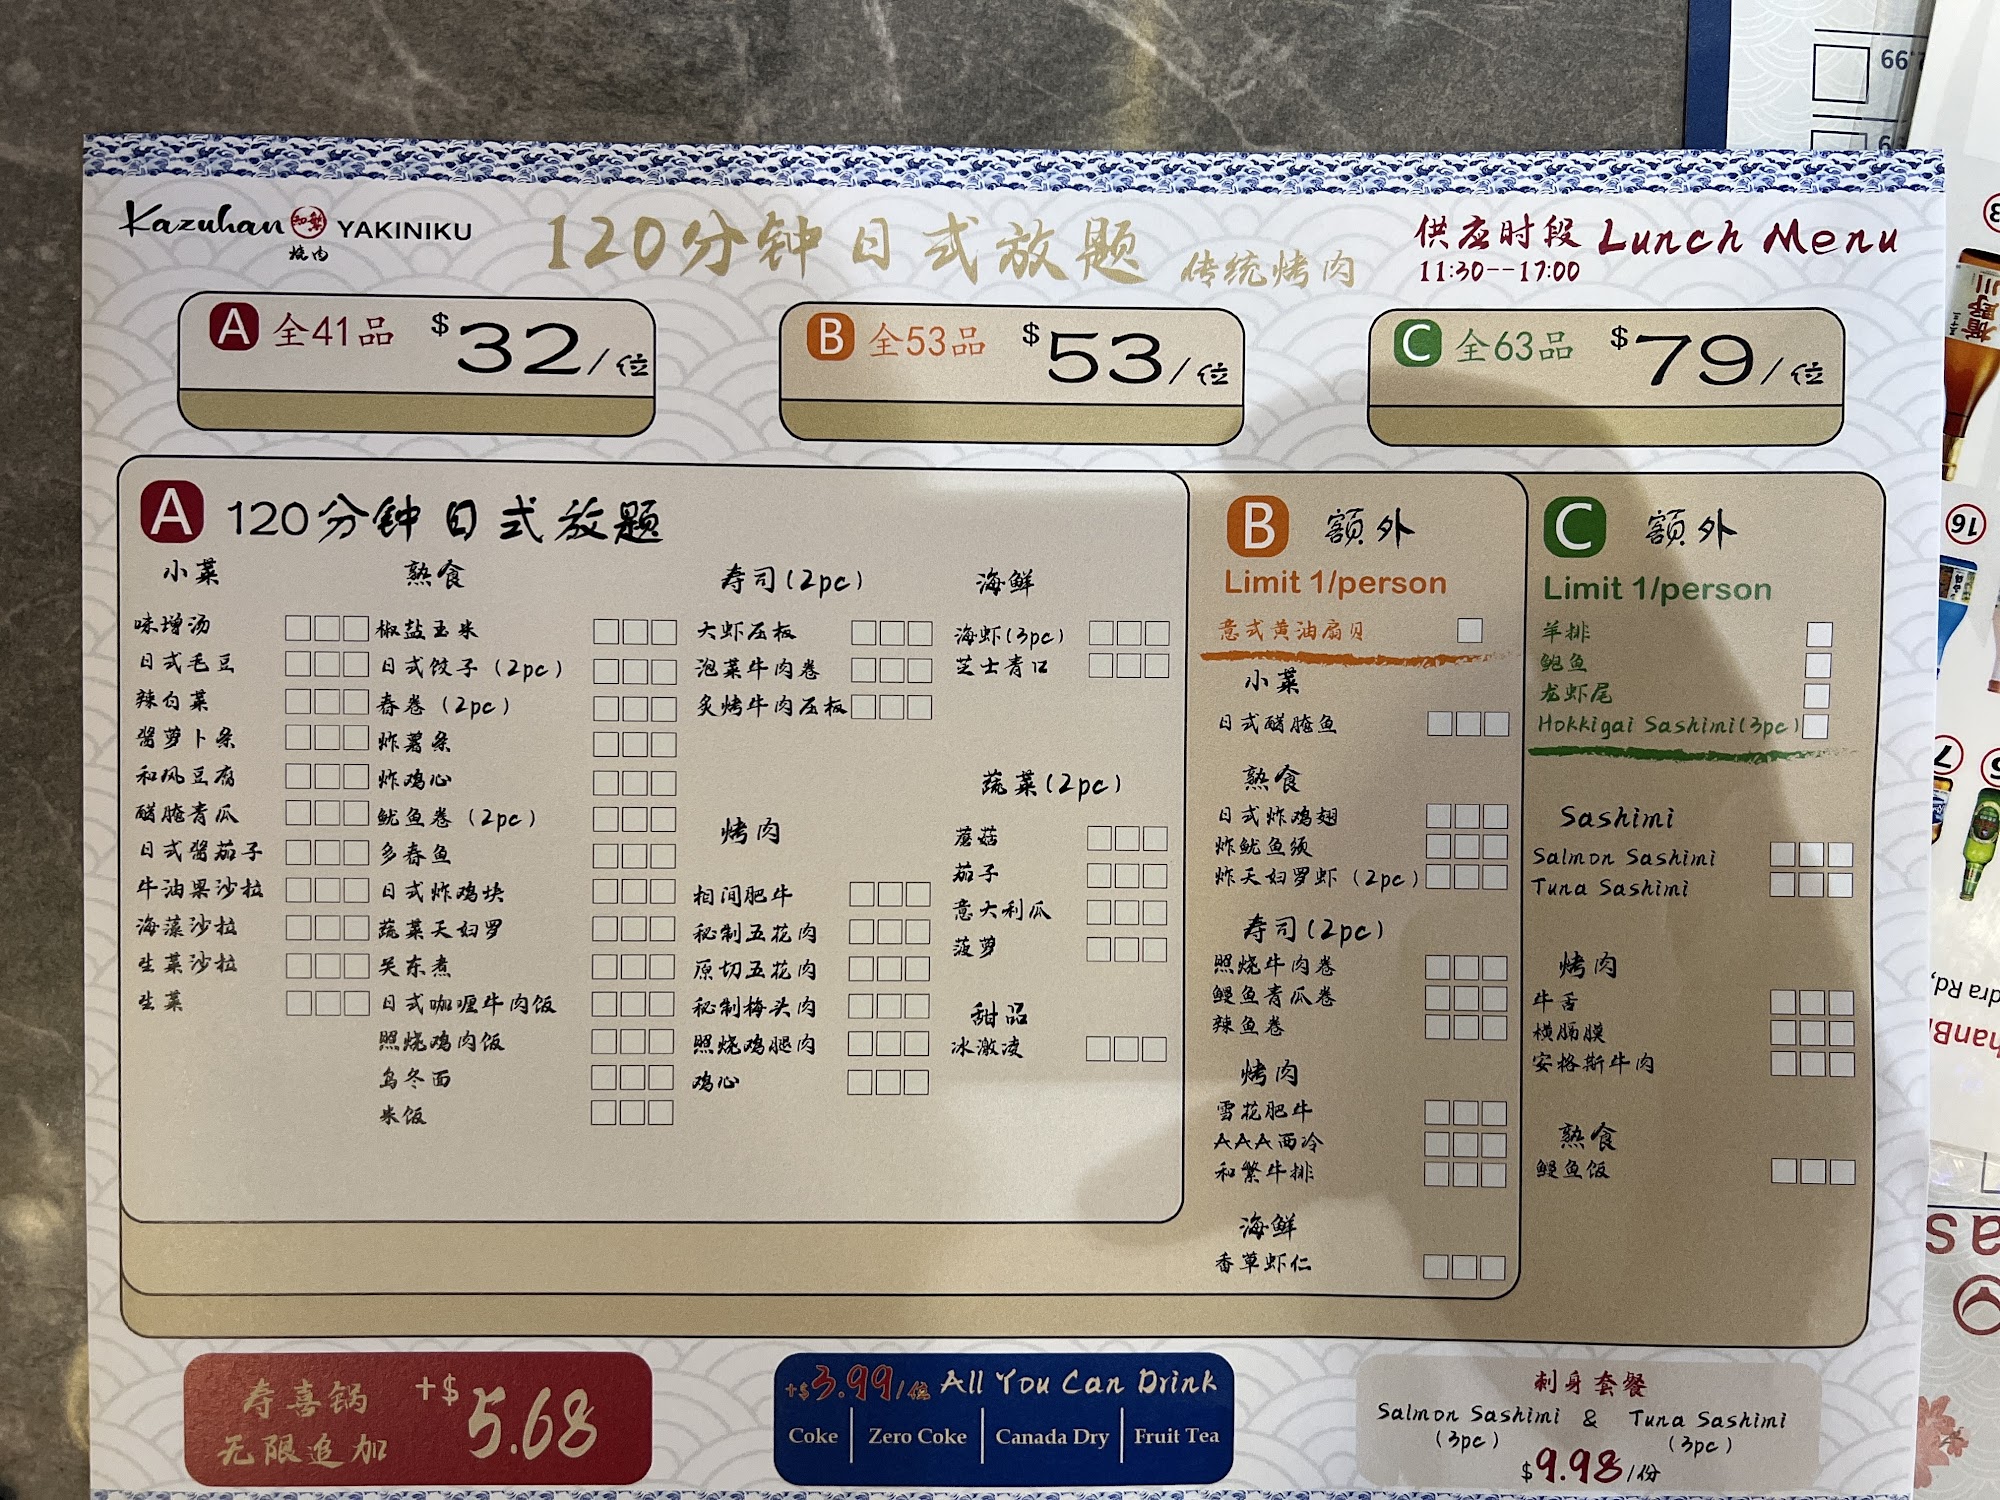 Kazuhan 和繁 YAKINIKU
烧肉
120分钟日式放题 传统烤肉
供应时段 Lunch Menu
11:30--17:00
A 全41品 $32/位
B 全53品 $53/位
C 全63品 $79/位
A 120分钟日式放题
小菜
味增汤
日式毛豆
辣白菜
酱萝卜条
和风豆腐
醋腌青瓜
日式酱茄子
牛油果沙拉
海藻沙拉
生菜沙拉
生菜
熟食
椒盐玉米
日式饺子(2pc)
春卷(2pc)
炸薯条
炸鸡心
鱿鱼卷(2pc)
多春鱼
日式炸鸡块
蔬菜天妇罗
关东煮
日式咖喱牛肉饭
照烧鸡肉饭
乌冬面
米饭
寿司(2pc)
大虾压板
泡菜牛肉卷
炙烤牛肉压板
烤肉
相间肥牛
秘制五花肉
原切五花肉
秘制梅头肉
照烧鸡腿肉
鸡心
海鲜
海虾(3pc)
芝士青口
蔬菜(2pc)
蘑菇
茄子
意大利瓜
菠萝
甜品
冰激凌
B 额外
Limit 1/person
意式黄油扇贝
小菜
日式醋腌鱼
熟食
日式炸鸡翅
炸鱿鱼须
炸天妇罗虾(2pc)
寿司(2pc)
照烧牛肉卷
鳗鱼青瓜卷
辣鱼卷
烤肉
雪花肥牛
AAA西冷
和繁牛排
海鲜
香草虾仁
C 额外
Limit 1/person
羊排
鲍鱼
龙虾尾
Hokkigai Sashimi(3pc)
Sashimi
Salmon Sashimi
Tuna Sashimi
烤肉
牛舌
横膈膜
安格斯牛肉
熟食
鳗鱼饭
寿喜锅
无限追加
+$5.68
+$3.99/位 All You Can Drink
Coke | Zero Coke | Canada Dry | Fruit Tea
刺身套餐
Salmon Sashimi & Tuna Sashimi
(3pc) (3pc)
$9.98/份
16
dra Rd,